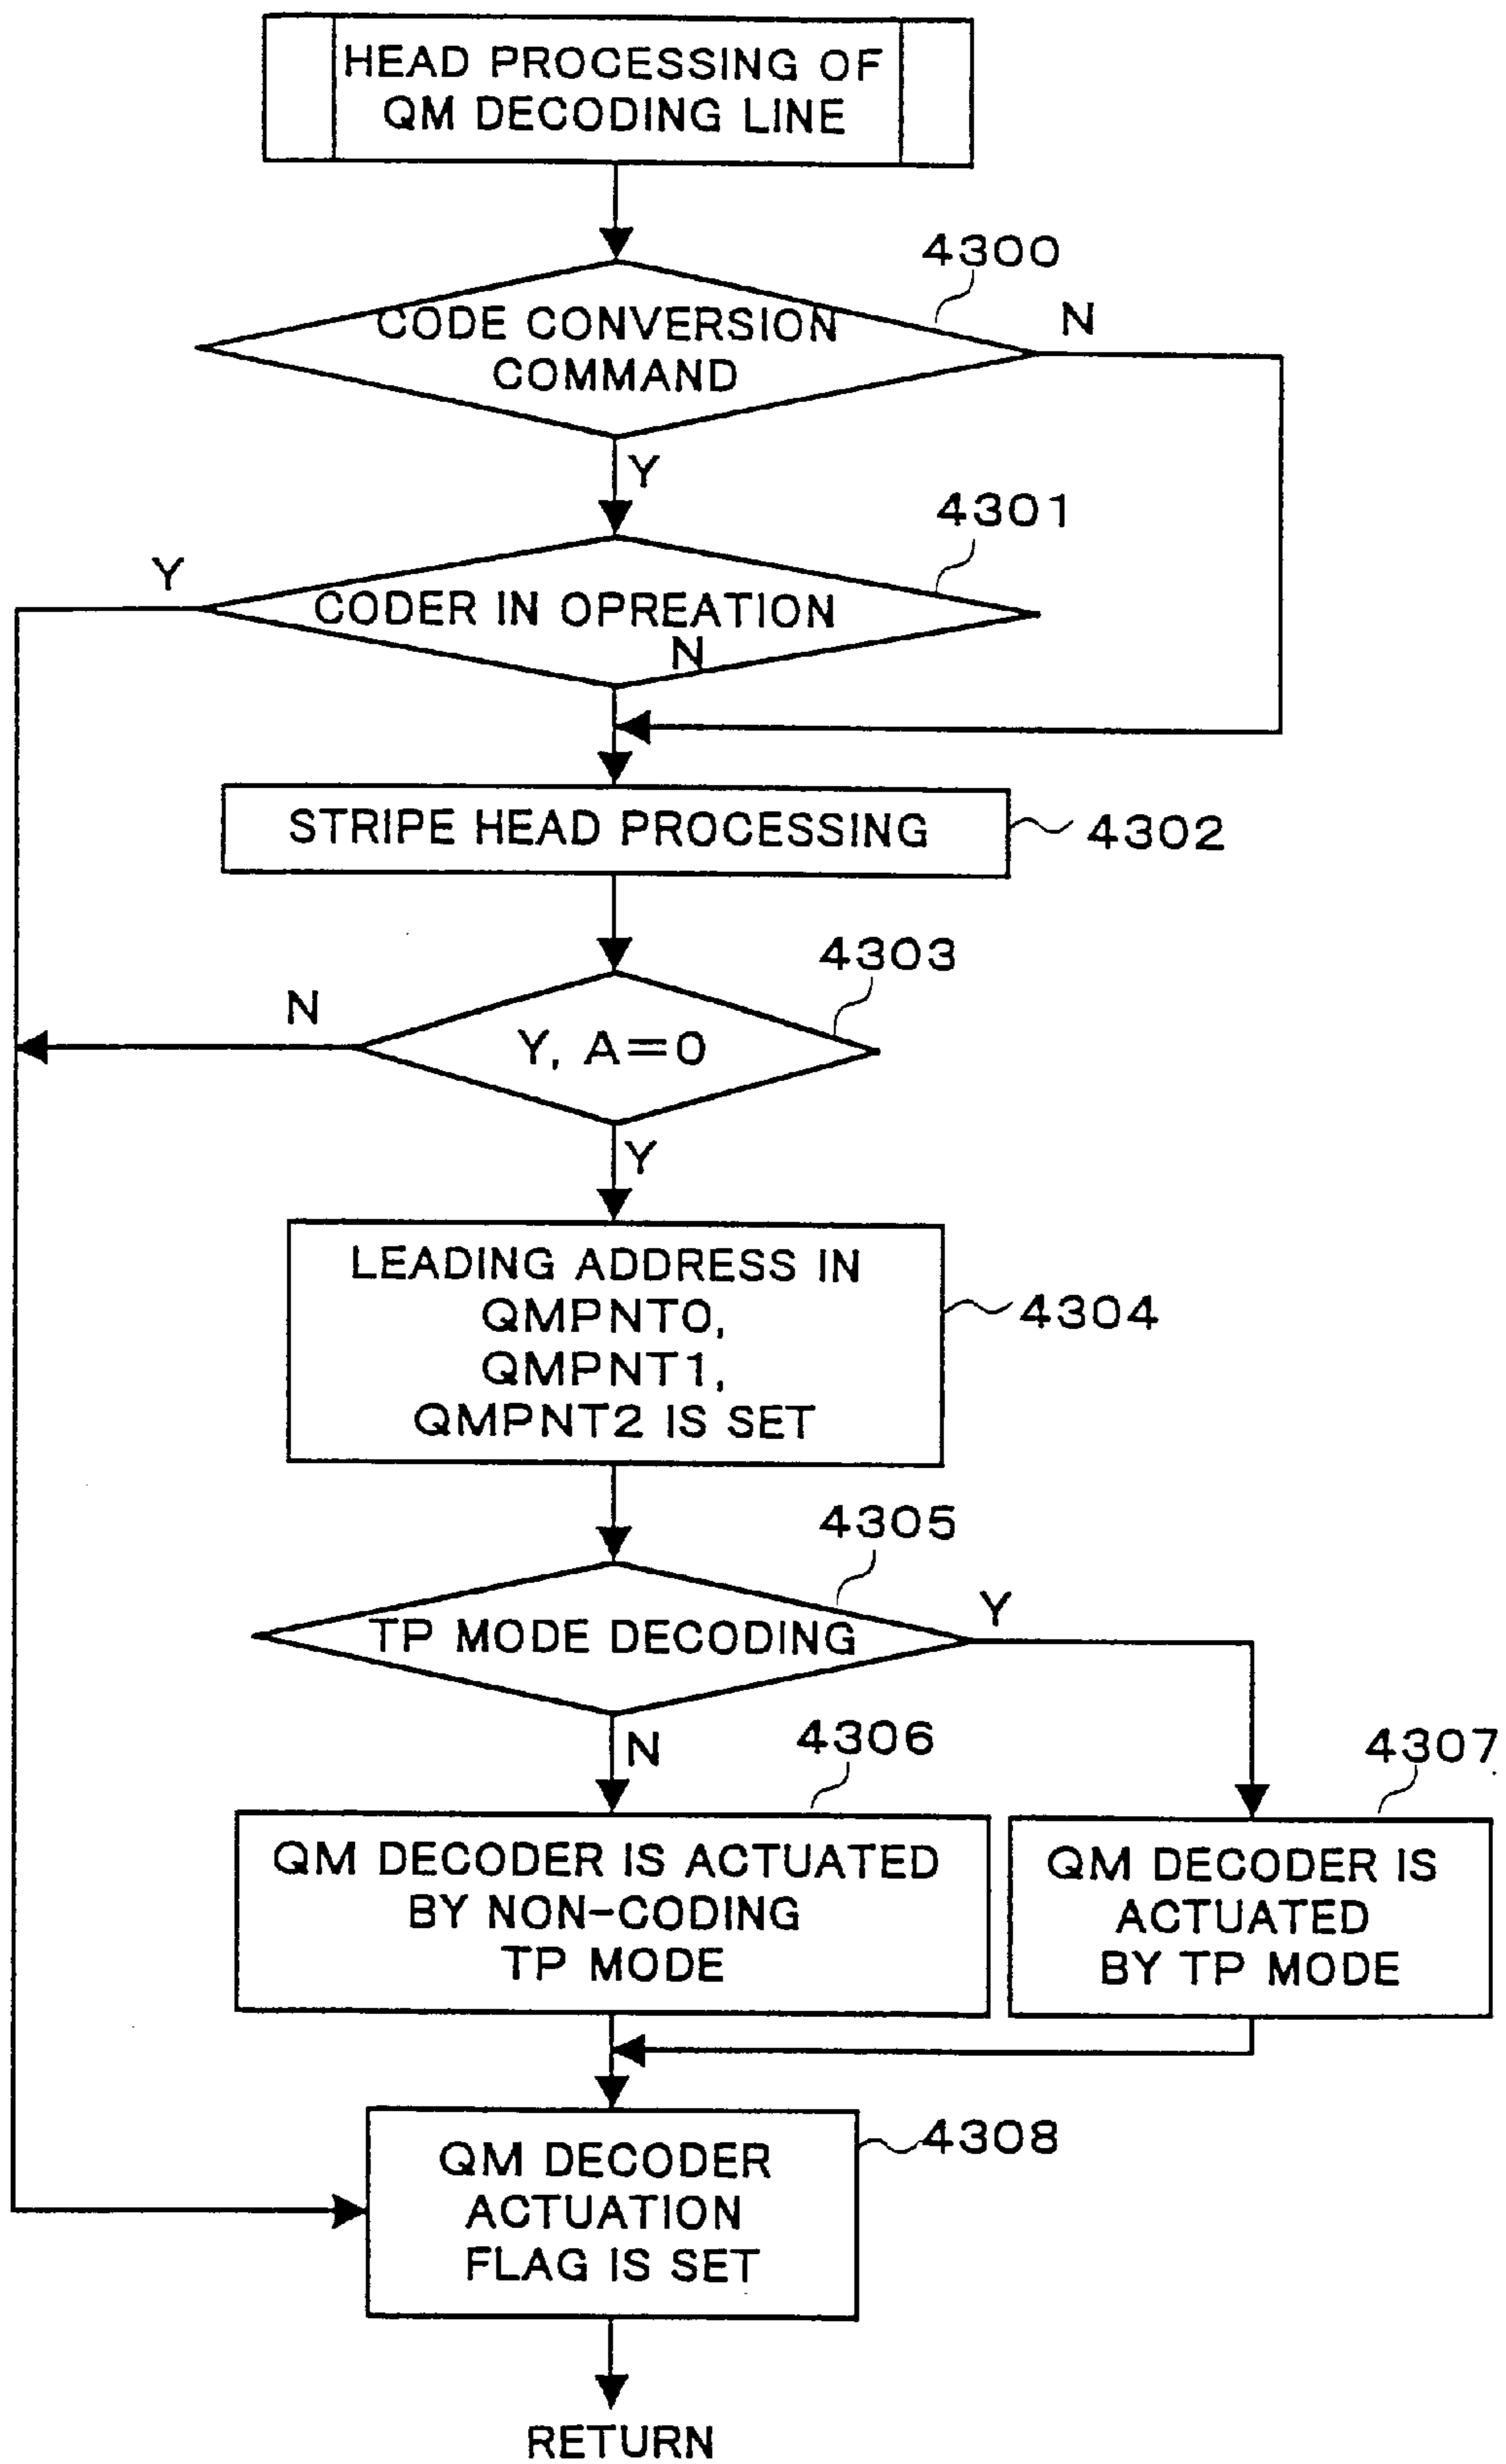 HEAD PROCESSING OF
QM DECODING LINE
4300
CODE CONVERSION
COMMAND
N
Y
4301
Y
CODER IN OPREATION
N
STRIPE HEAD PROCESSING
4302
4303
N
Y, A=0
Y
LEADING ADDRESS IN
QMPNT0,
QMPNT1,
QMPNT2 IS SET
4304
4305
TP MODE DECODING
Y
N
4306
4307
QM DECODER IS ACTUATED
BY NON-CODING
TP MODE
QM DECODER IS
ACTUATED
BY TP MODE
QM DECODER
ACTUATION
FLAG IS SET
4308
RETURN